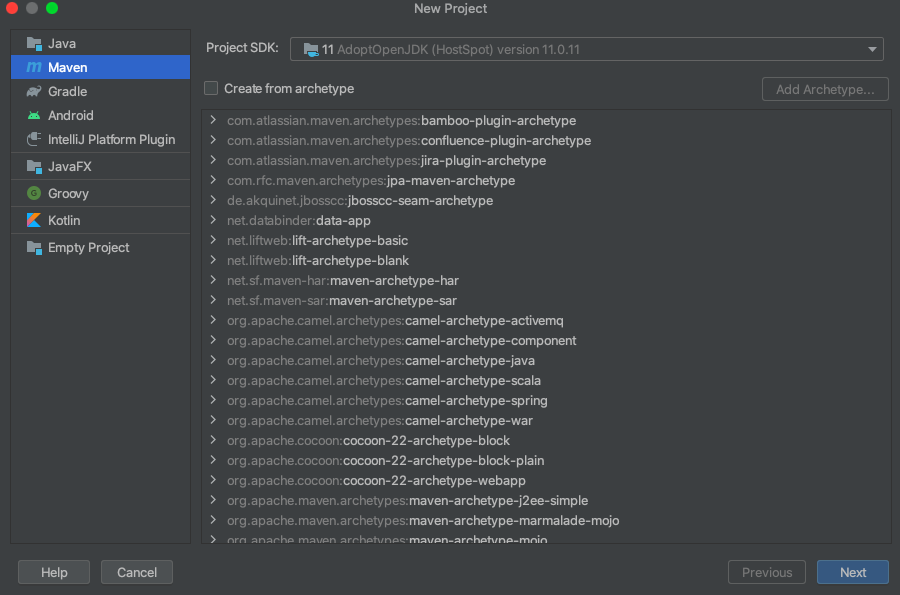 New Project
Java
Maven
Gradle
Android
IntelliJ Platform Plugin
JavaFX
Groovy
Kotlin
Empty Project
Project SDK: 11 AdoptOpenJDK (HostSpot) version 11.0.11
Create from archetype
Add Archetype...
com.atlassian.maven.archetypes:bamboo-plugin-archetype
com.atlassian.maven.archetypes:confluence-plugin-archetype
com.atlassian.maven.archetypes:jira-plugin-archetype
com.rfc.maven.archetypes:jpa-maven-archetype
de.akquinet.jbosscc:jbosscc-seam-archetype
net.databinder:data-app
net.liftweb:lift-archetype-basic
net.liftweb:lift-archetype-blank
net.sf.maven-har:maven-archetype-har
net.sf.maven-sar:maven-archetype-sar
org.apache.camel.archetypes:camel-archetype-activemq
org.apache.camel.archetypes:camel-archetype-component
org.apache.camel.archetypes:camel-archetype-java
org.apache.camel.archetypes:camel-archetype-scala
org.apache.camel.archetypes:camel-archetype-spring
org.apache.camel.archetypes:camel-archetype-war
org.apache.cocoon:cocoon-22-archetype-block
org.apache.cocoon:cocoon-22-archetype-block-plain
org.apache.cocoon:cocoon-22-archetype-webapp
org.apache.maven.archetypes:maven-archetype-j2ee-simple
org.apache.maven.archetypes:maven-archetype-marmalade-mojo
org.apache.maven.archetypes:maven-archetype-mojo
Help
Cancel
Previous
Next